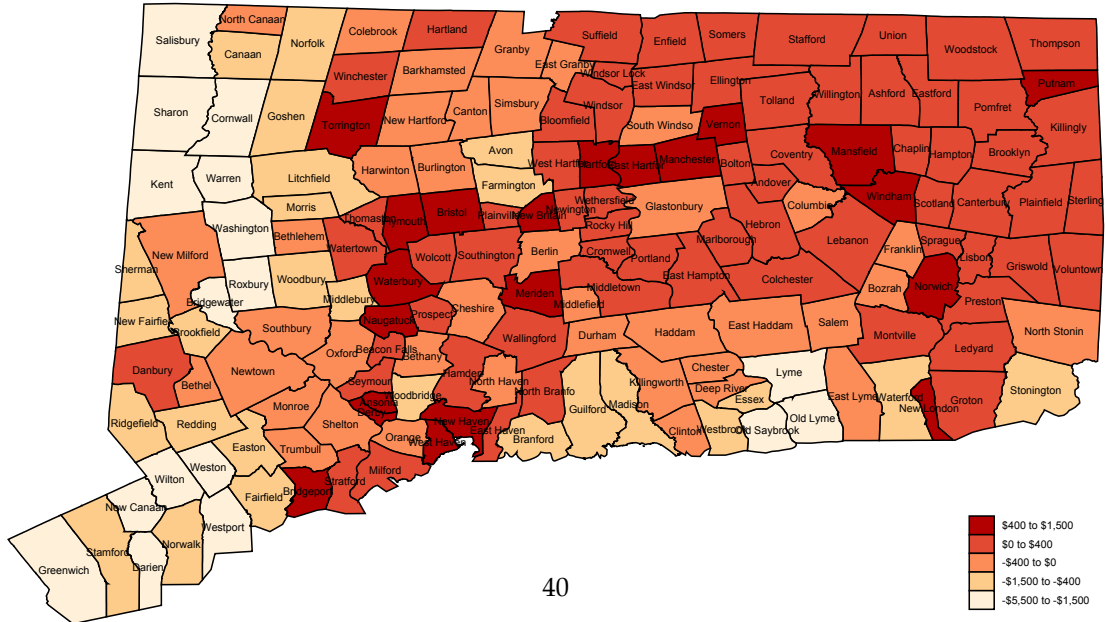 North Canaan
Salisbury
Canaan
Norfolk
Colebrook
Hartland
Granby
Suffield
Enfield
Somers
Stafford
Union
Woodstock
Thompson
East Granby
Windsor Lock
Winchester
Barkhamsted
East Windsor
Ellington
Putnam
Sharon
Cornwall
Goshen
Torrington
New Hartford
Canton
Simsbury
Bloomfield
Windsor
South Windso
Vernon
Tolland
Willington
Ashford
Eastford
Pomfret
Killingly
Avon
West Hartfo
Hartford
East Hartfor
Manchester
Bolton
Coventry
Mansfield
Chaplin
Hampton
Brooklyn
Kent
Warren
Litchfield
Harwinton
Burlington
Farmington
Andover
Morris
Thomaston
Plymouth
Bristol
Plainville
New Britain
Newington
Wethersfield
Glastonbury
Columbia
Windham
Scotland
Canterbury
Plainfield
Sterling
Washington
Bethlehem
Watertown
Rocky Hil
Hebron
Marlborough
Lebanon
Franklin
Sprague
Lisbon
Griswold
Voluntown
Sherman
New Milford
Wolcott
Southington
Berlin
Cromwell
Portland
East Hampton
Colchester
Bozrah
Norwich
Preston
Roxbury
Woodbury
Waterbury
Middlebury
Meriden
Middletown
Middlefield
Bridgewater
New Fairfie
Brookfield
Southbury
Naugatuck
Prospect
Cheshire
Wallingford
Durham
Haddam
East Haddam
Salem
Montville
Ledyard
North Stonin
Oxford
Beacon Falls
Bethany
Danbury
Bethel
Newtown
Seymour
Woodbridge
Hamden
North Haven
North Branfo
Guilford
Madison
Killingworth
Chester
Deep River
Essex
Lyme
East Lyme
Waterford
New London
Groton
Stonington
Ridgefield
Redding
Monroe
Shelton
Ansonia
Derby
Orange
New Haven
West Haven
East Haven
Branford
Clinton
Westbrook
Old Saybrook
Old Lyme
Easton
Trumbull
Milford
Stratford
Bridgeport
Fairfield
Weston
Wilton
New Canaan
Westport
Norwalk
Stamford
Darien
Greenwich
$400 to $1,500
$0 to $400
-$400 to $0
-$1,500 to -$400
-$5,500 to -$1,500
40